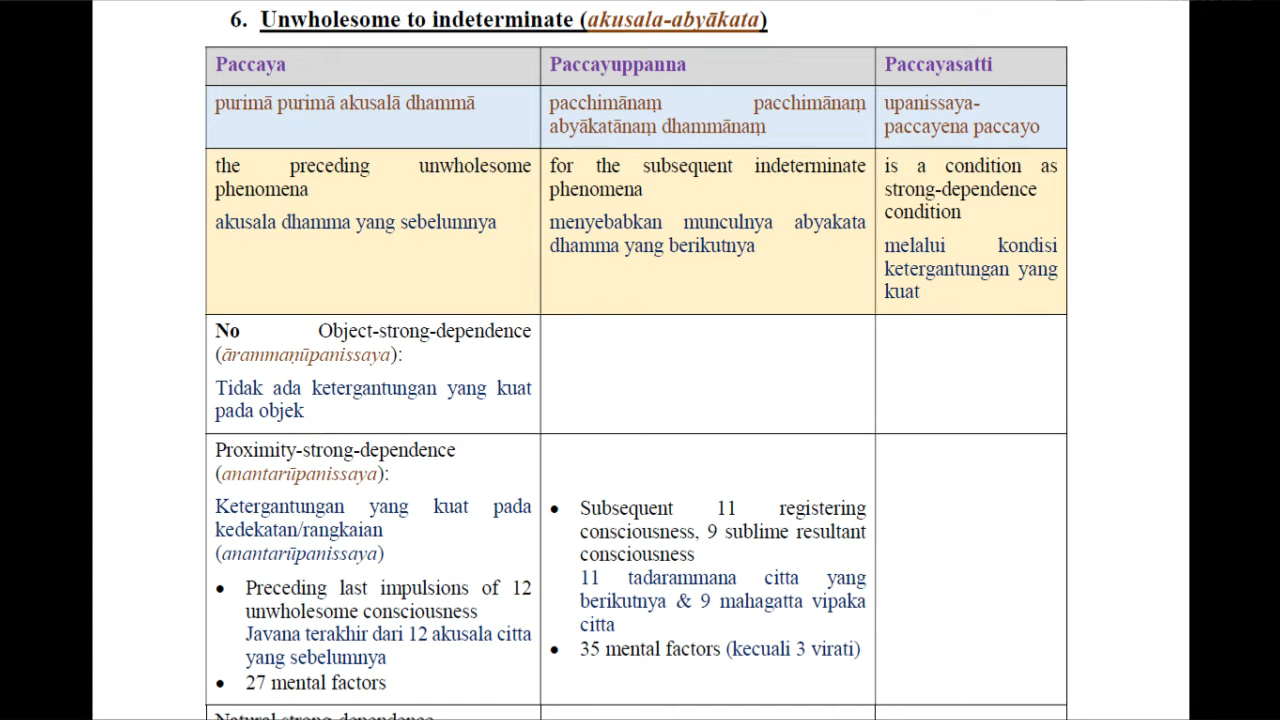 6. Unwholesome to indeterminate (akusala-abyākata)
Paccaya
Paccayuppanna
Paccayasatti
purimā purimā akusalā dhammā
pacchimānaṃ pacchimānaṃ
abyākatānaṃ dhammānaṃ
upanissaya-
paccayena paccayo
the preceding unwholesome
phenomena
akusala dhamma yang sebelumnya
for the subsequent indeterminate
phenomena
menyebabkan munculnya abyakata
dhamma yang berikutnya
is a condition as
strong-dependence
condition
melalui kondisi
ketergantungan yang
kuat
No Object-strong-dependence
(ārammaṇūpanissaya):
Tidak ada ketergantungan yang kuat
pada objek
Proximity-strong-dependence
(anantarūpanissaya):
Ketergantungan yang kuat pada
kedekatan/rangkaian
(anantarūpanissaya)
• Preceding last impulsions of 12
unwholesome consciousness
Javana terakhir dari 12 akusala citta
yang sebelumnya
• 27 mental factors
• Subsequent 11 registering
consciousness, 9 sublime resultant
consciousness
11 tadarammana citta yang
berikutnya & 9 mahagatta vipaka
citta
• 35 mental factors (kecuali 3 virati)
Natural strong-dependence